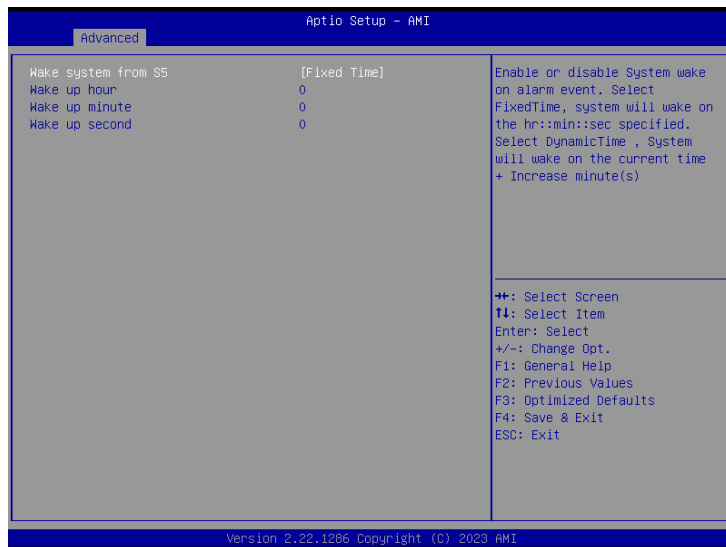 Aptio Setup - AMI
Advanced
Wake system from S5 [Fixed Time]
Wake up hour 0
Wake up minute 0
Wake up second 0
Enable or disable System wake
on alarm event. Select
FixedTime, system will wake on
the hr::min::sec specified.
Select DynamicTime , System
will wake on the current time
+ Increase minute(s)
→←: Select Screen
↑↓: Select Item
Enter: Select
+/-: Change Opt.
F1: General Help
F2: Previous Values
F3: Optimized Defaults
F4: Save & Exit
ESC: Exit
Version 2.22.1286 Copyright (C) 2023 AMI